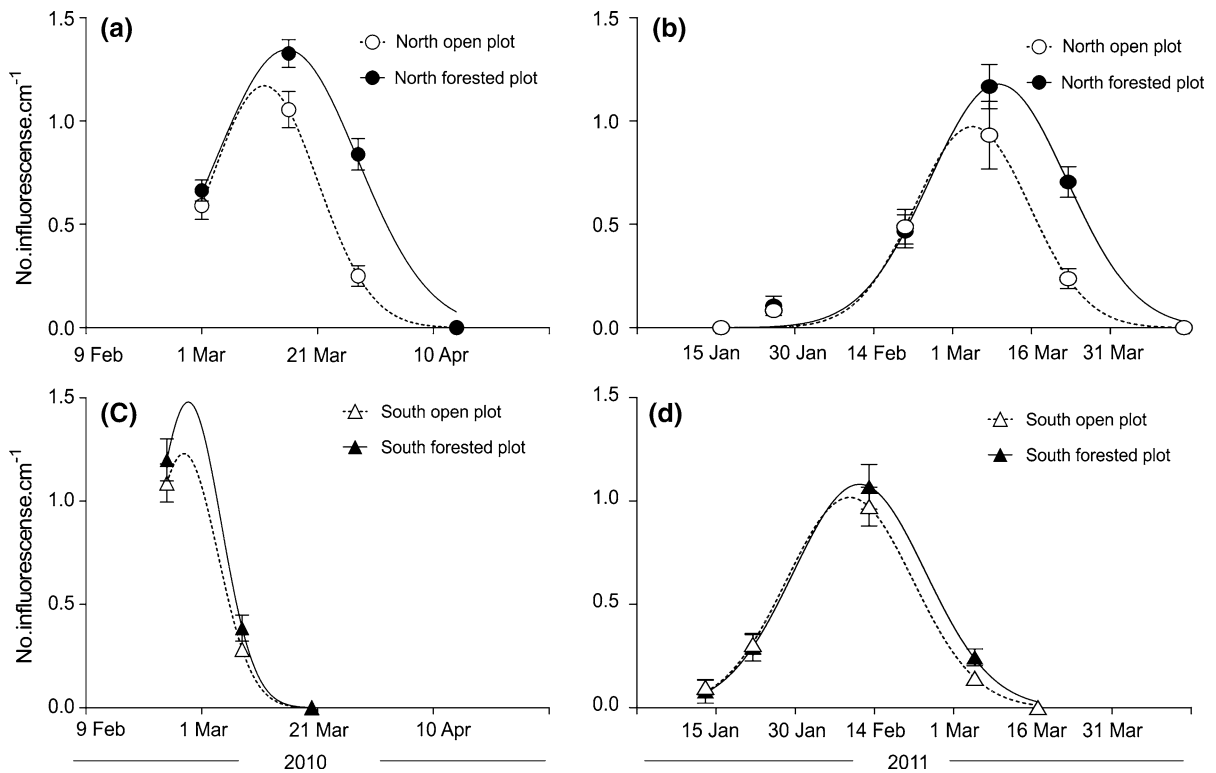 (a)
North open plot
North forested plot
No.influorescense.cm-1
1.5
1.0
0.5
0.0
9 Feb 1 Mar 21 Mar 10 Apr
(b)
North open plot
North forested plot
1.5
1.0
0.5
0.0
15 Jan 30 Jan 14 Feb 1 Mar 16 Mar 31 Mar
(C)
South open plot
South forested plot
No.influorescense.cm-1
1.5
1.0
0.5
0.0
9 Feb 1 Mar 21 Mar 10 Apr
2010
(d)
South open plot
South forested plot
1.5
1.0
0.5
0.0
15 Jan 30 Jan 14 Feb 1 Mar 16 Mar 31 Mar
2011